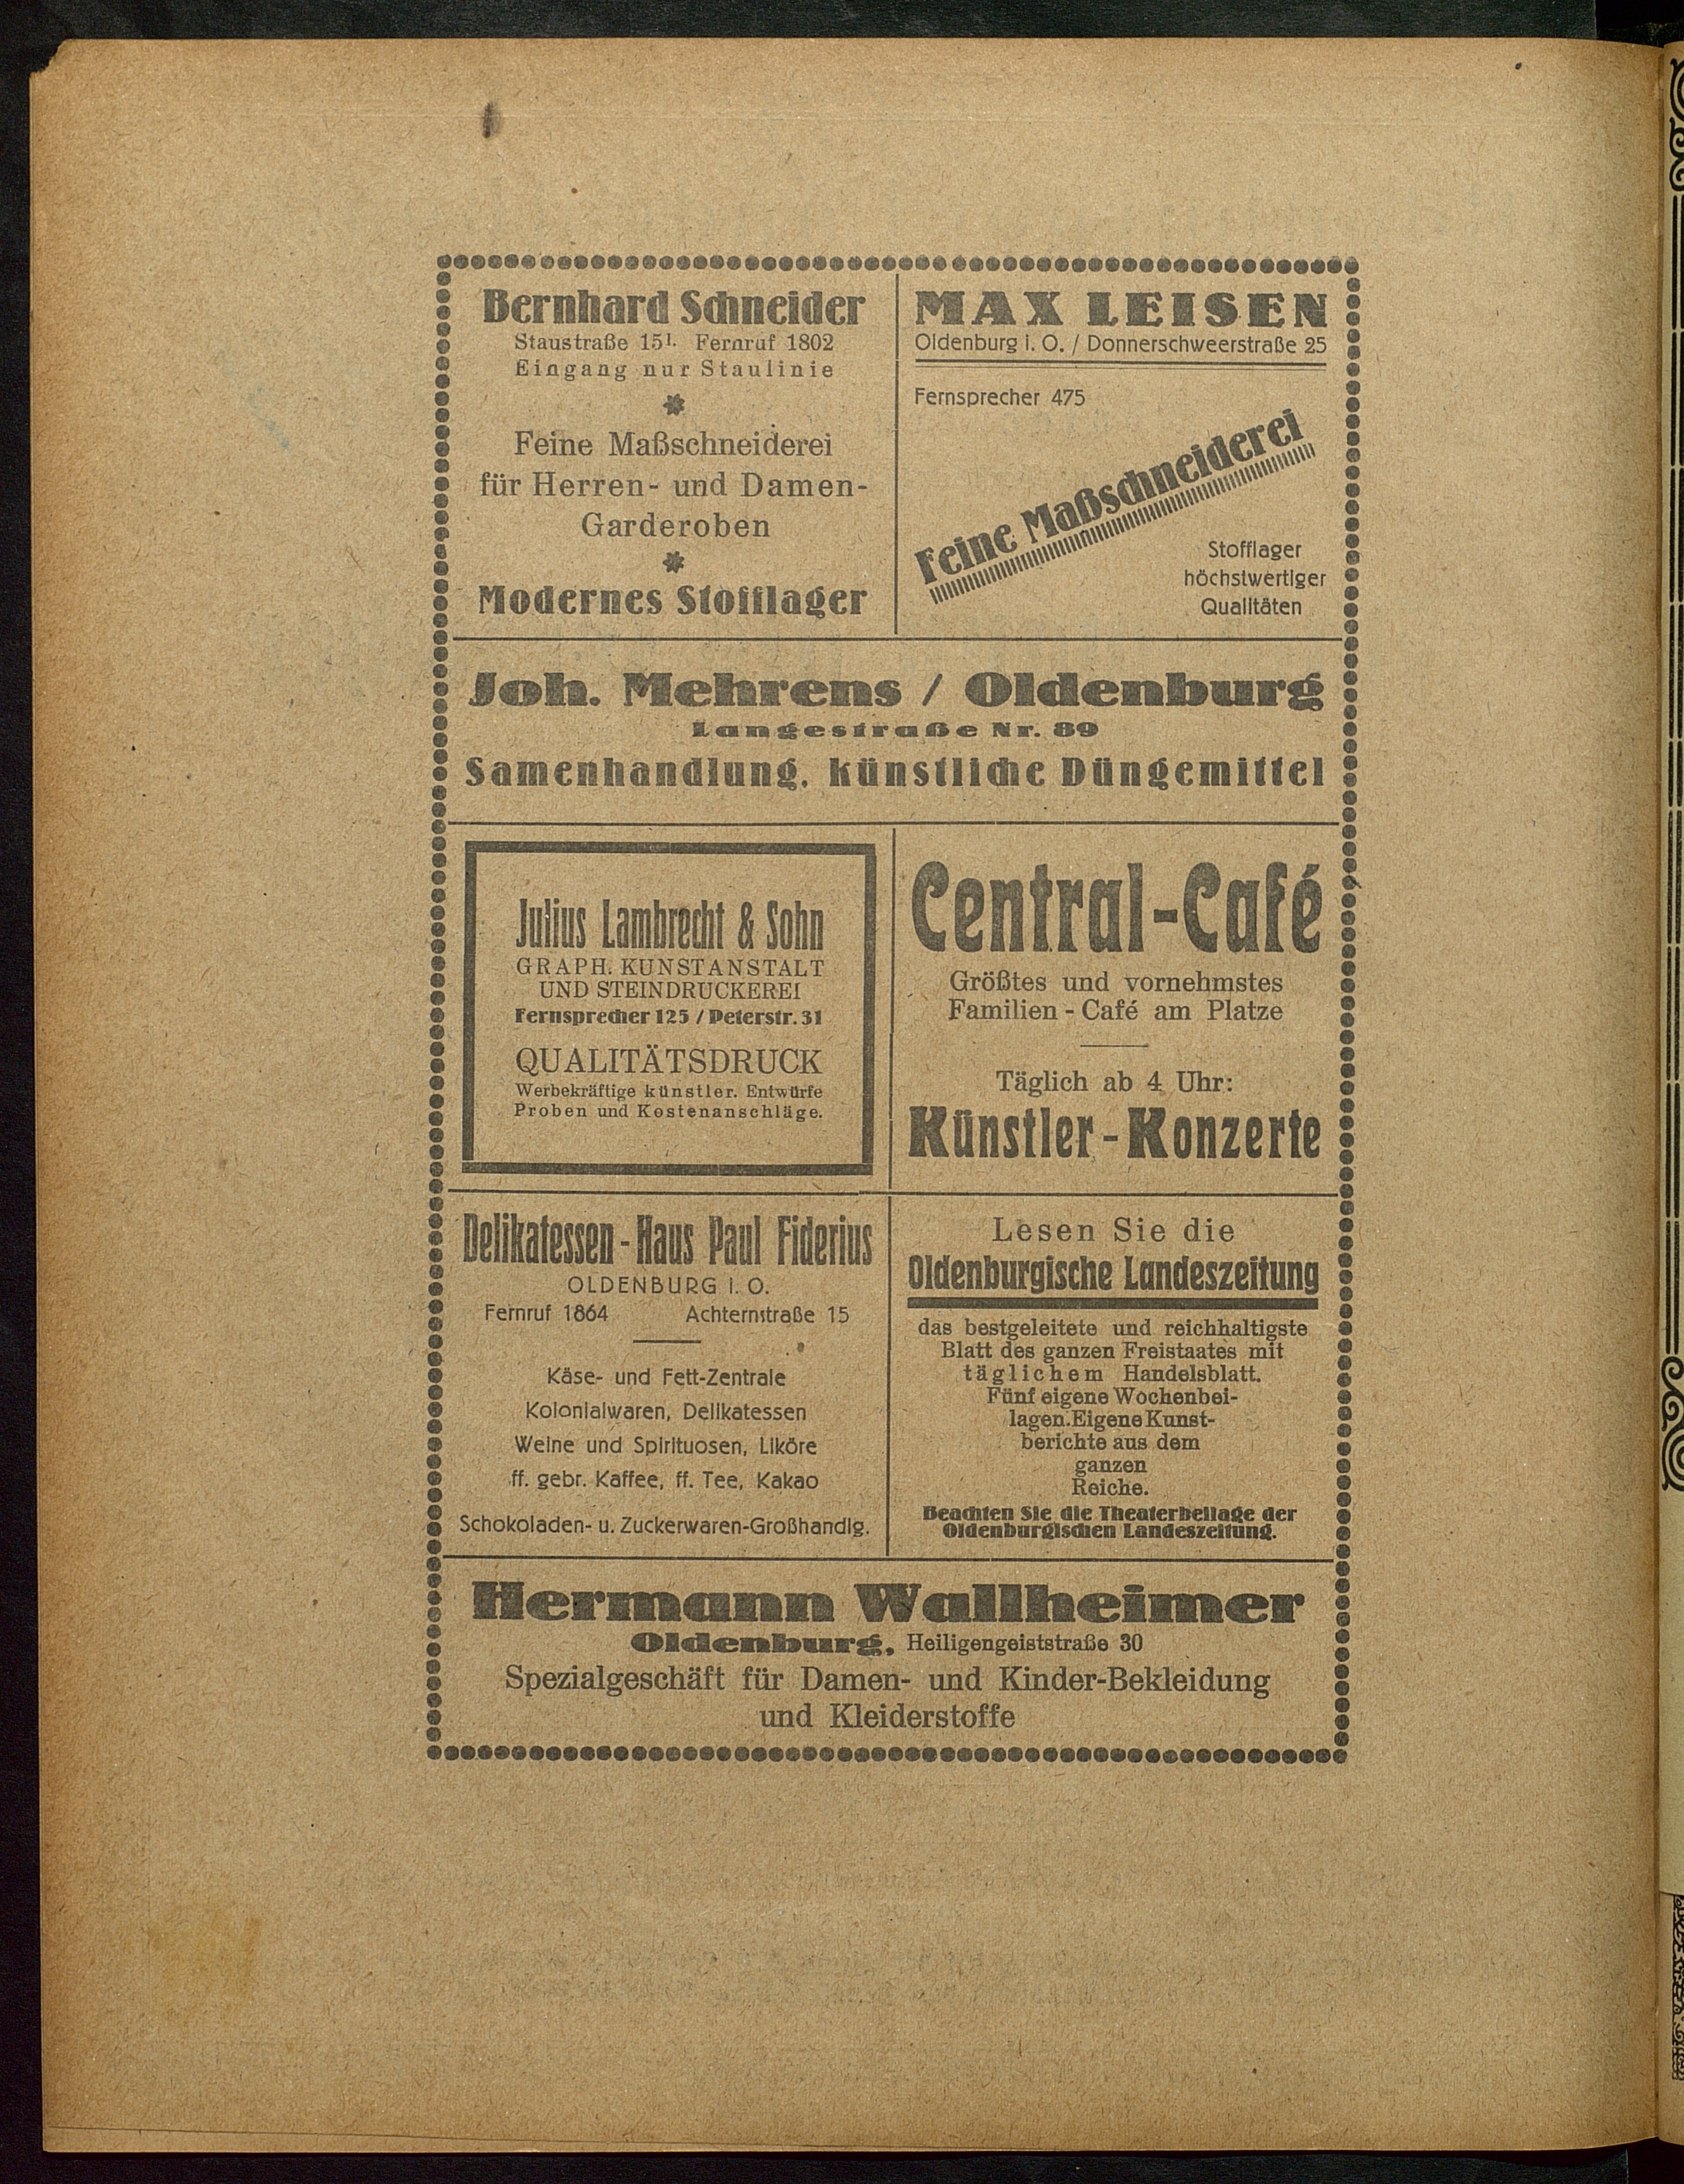 Bernhard Schneider
Staustraße 15I. Fernruf 1802
Eingang nur Staulinie
Feine Maßschneiderei
für Herren- und Damen-
Garderoben
Modernes Stofflager
MAX LEISEN
Oldenburg i. O. / Donnerschweerstraße 25
Fernsprecher 475
Feine Maßschneiderei
Stofflager
höchstwertiger
Qualitäten
Joh. Mehrens / Oldenburg
Langestraße Nr. 89
Samenhandlung, künstliche Düngemittel
Julius Lambrecht & Sohn
GRAPH. KUNSTANSTALT
UND STEINDRUCKEREI
Fernsprecher 125 / Peterstr. 31
QUALITÄTSDRUCK
Werbekräftige künstler. Entwürfe
Proben und Kostenanschläge.
Central-Café
Größtes und vornehmstes
Familien - Café am Platze
Täglich ab 4 Uhr:
Künstler - Konzerte
Delikatessen - Haus Paul Fiderius
OLDENBURG I. O.
Fernruf 1864 Achternstraße 15
Käse- und Fett-Zentrale
Kolonialwaren, Delikatessen
Weine und Spirituosen, Liköre
ff. gebr. Kaffee, ff. Tee, Kakao
Schokoladen- u. Zuckerwaren-Großhandlg.
Lesen Sie die
Oldenburgische Landeszeitung
das bestgeleitete und reichhaltigste
Blatt des ganzen Freistaates mit
täglichem Handelsblatt.
Fünf eigene Wochenbei-
lagen. Eigene Kunst-
berichte aus dem
ganzen
Reiche.
Beachten Sie die Theaterbeilage der
Oldenburgischen Landeszeitung.
Hermann Wallheimer
Oldenburg, Heiligengeiststraße 30
Spezialgeschäft für Damen- und Kinder-Bekleidung
und Kleiderstoffe